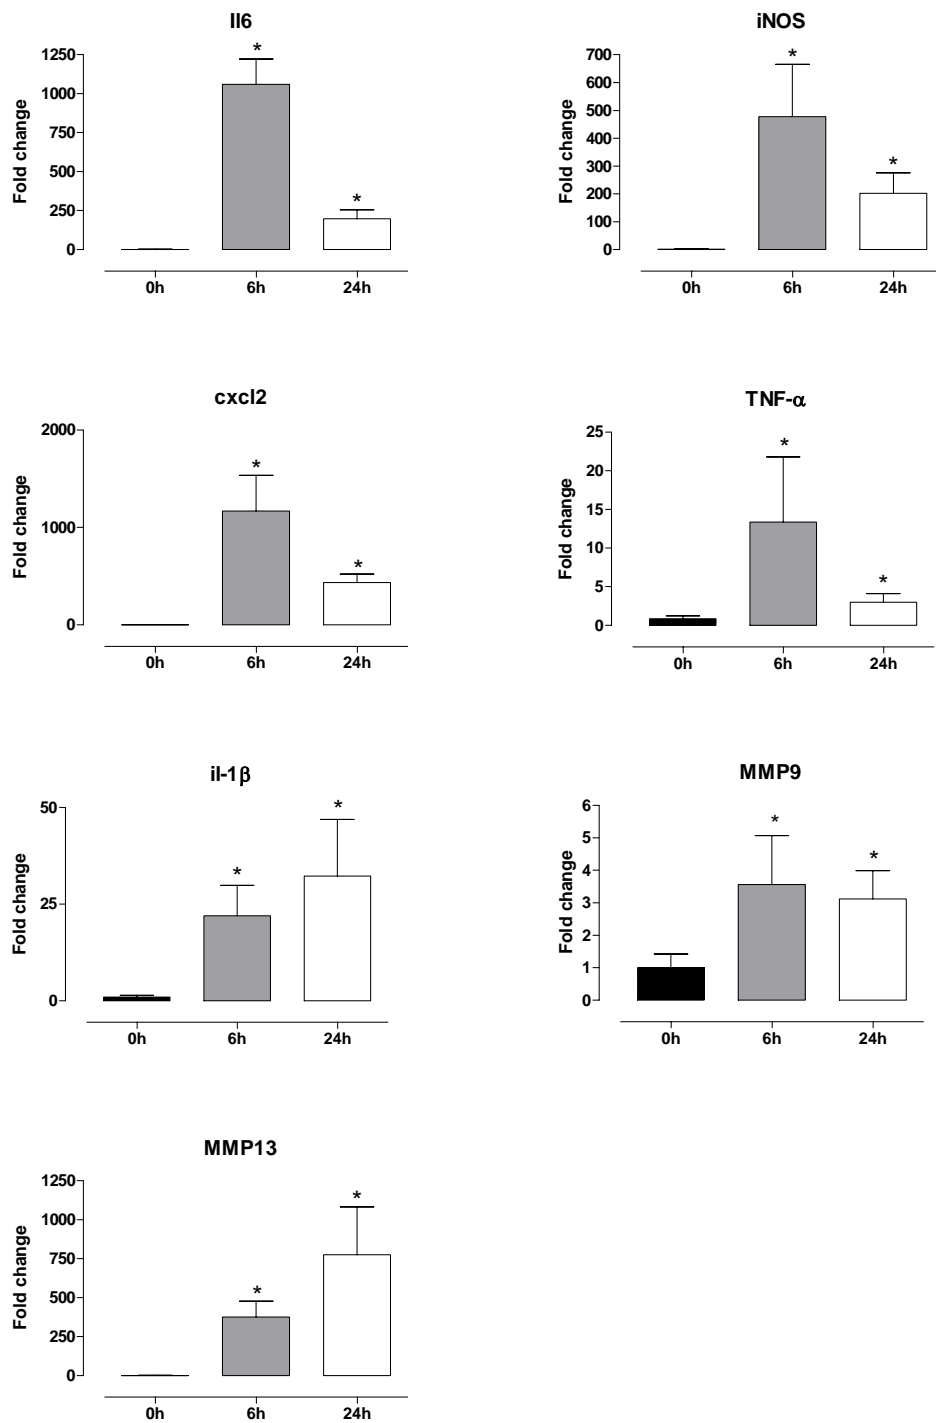 Il6
Fold change
1250
1000
750
500
250
0
*
*
0h 6h 24h
iNOS
Fold change
700
600
500
400
300
200
100
0
*
*
0h 6h 24h
cxcl2
Fold change
2000
1000
0
*
*
0h 6h 24h
TNF-α
Fold change
25
20
15
10
5
0
*
*
0h 6h 24h
il-1β
Fold change
50
25
0
*
*
0h 6h 24h
MMP9
Fold change
6
5
4
3
2
1
0
*
*
0h 6h 24h
MMP13
Fold change
1250
1000
750
500
250
0
*
*
0h 6h 24h